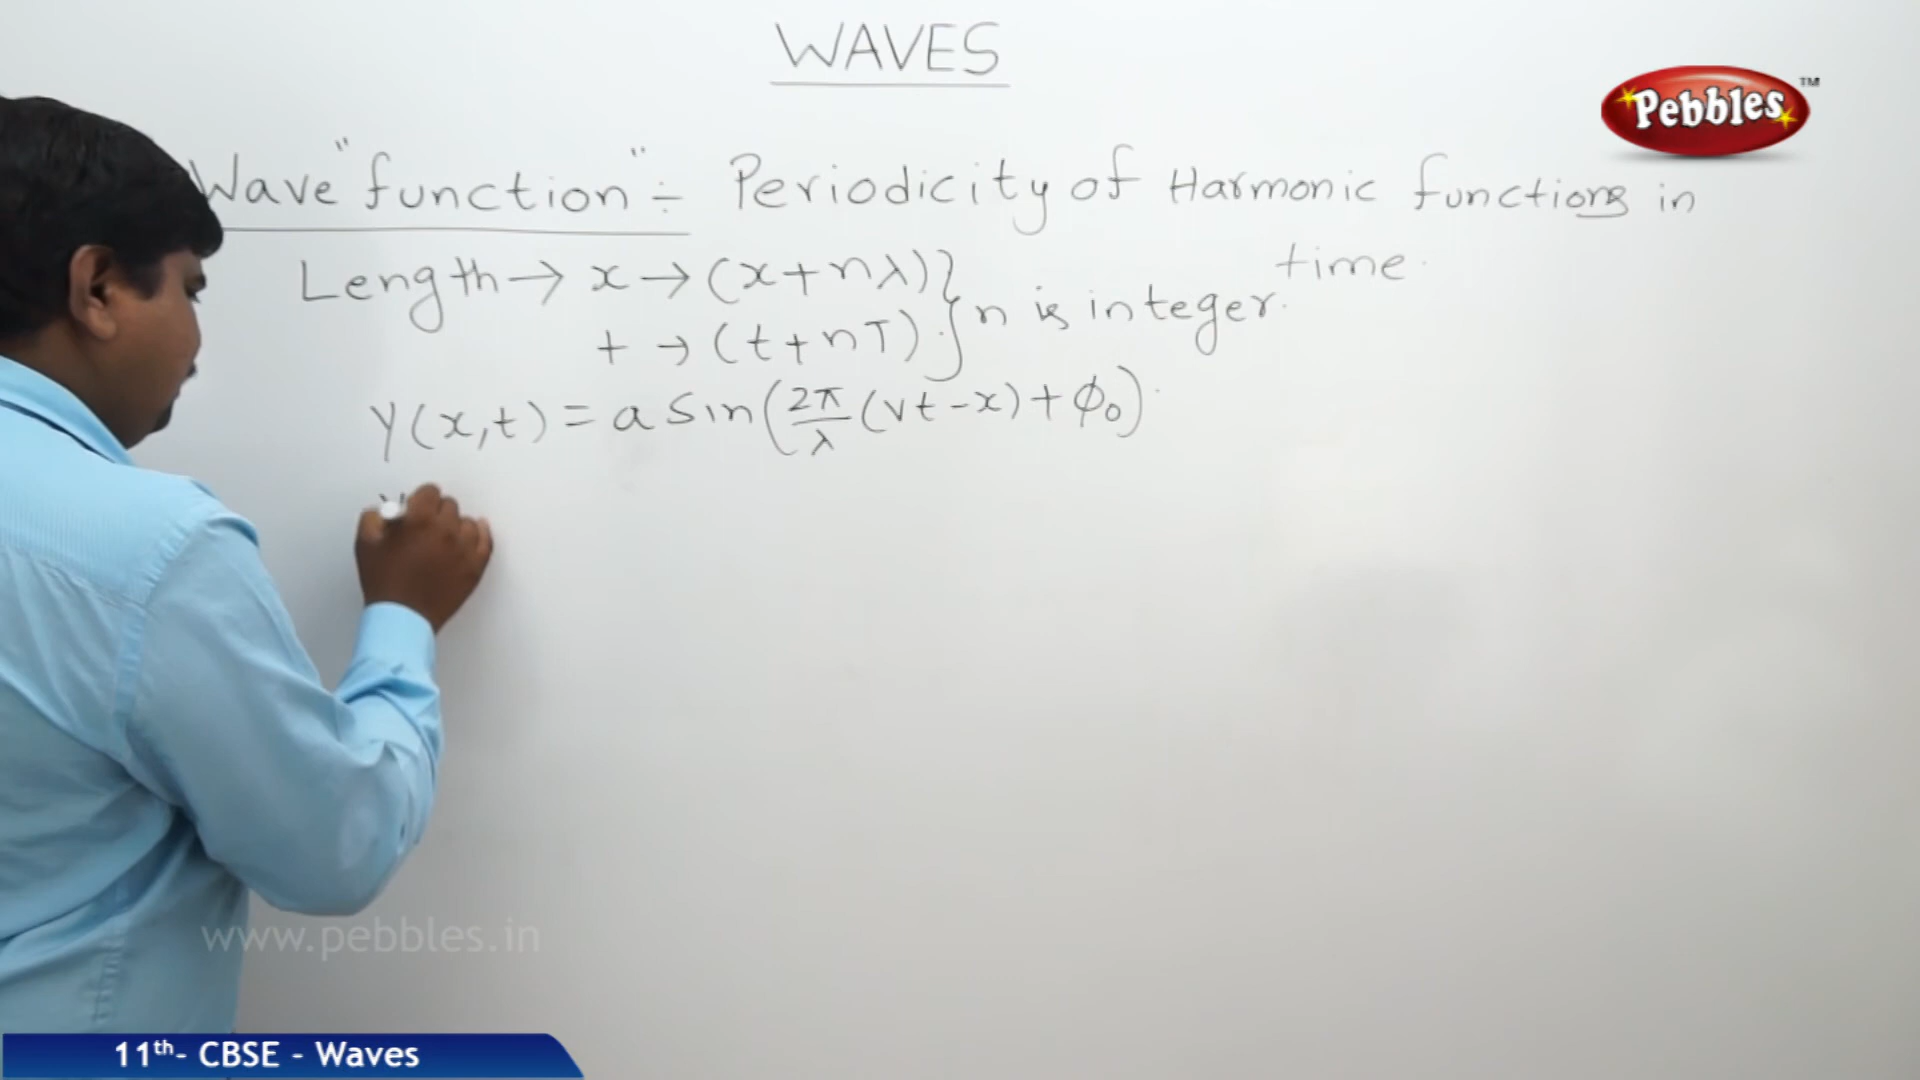 WAVES
Pebbles™
Wave "function" ÷ Periodicity of Harmonic functions in
time.
Length → x → (x+nλ)}
t → (t+nT).} n is integer.
Y(x,t) = a sin(2π/λ (vt-x) + φ₀).
www.pebbles.in
11th- CBSE - Waves